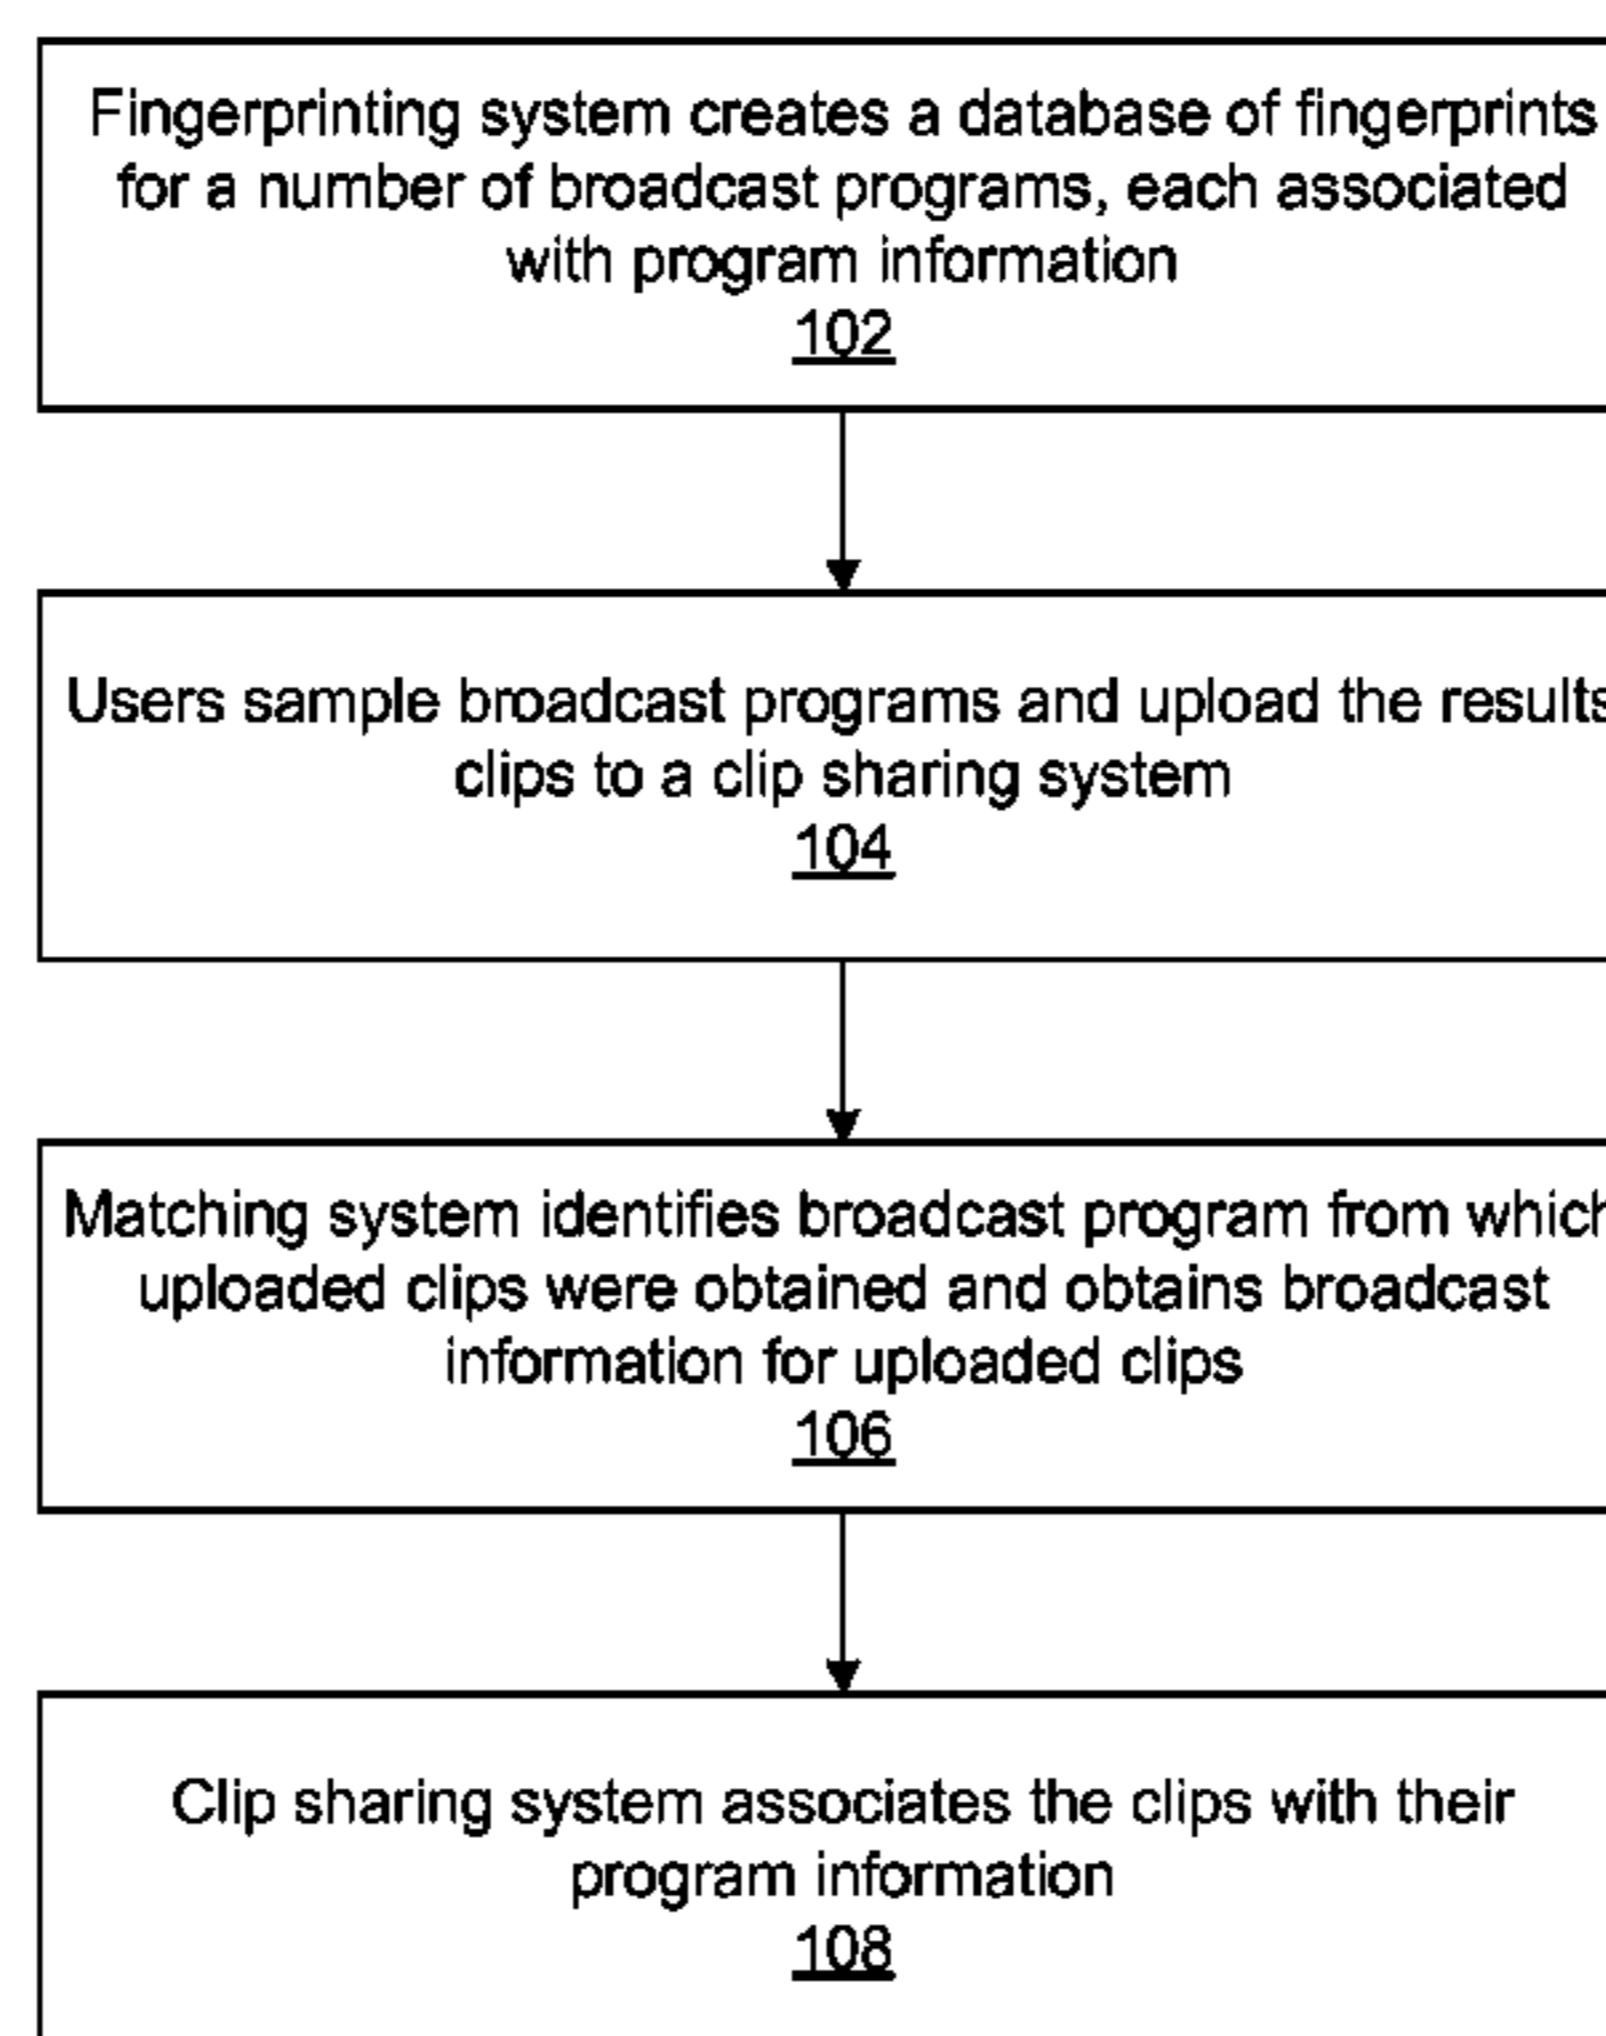 Fingerprinting system creates a database of fingerprints
for a number of broadcast programs, each associated
with program information
102
Users sample broadcast programs and upload the results
clips to a clip sharing system
104
Matching system identifies broadcast program from which
uploaded clips were obtained and obtains broadcast
information for uploaded clips
106
Clip sharing system associates the clips with their
program information
108